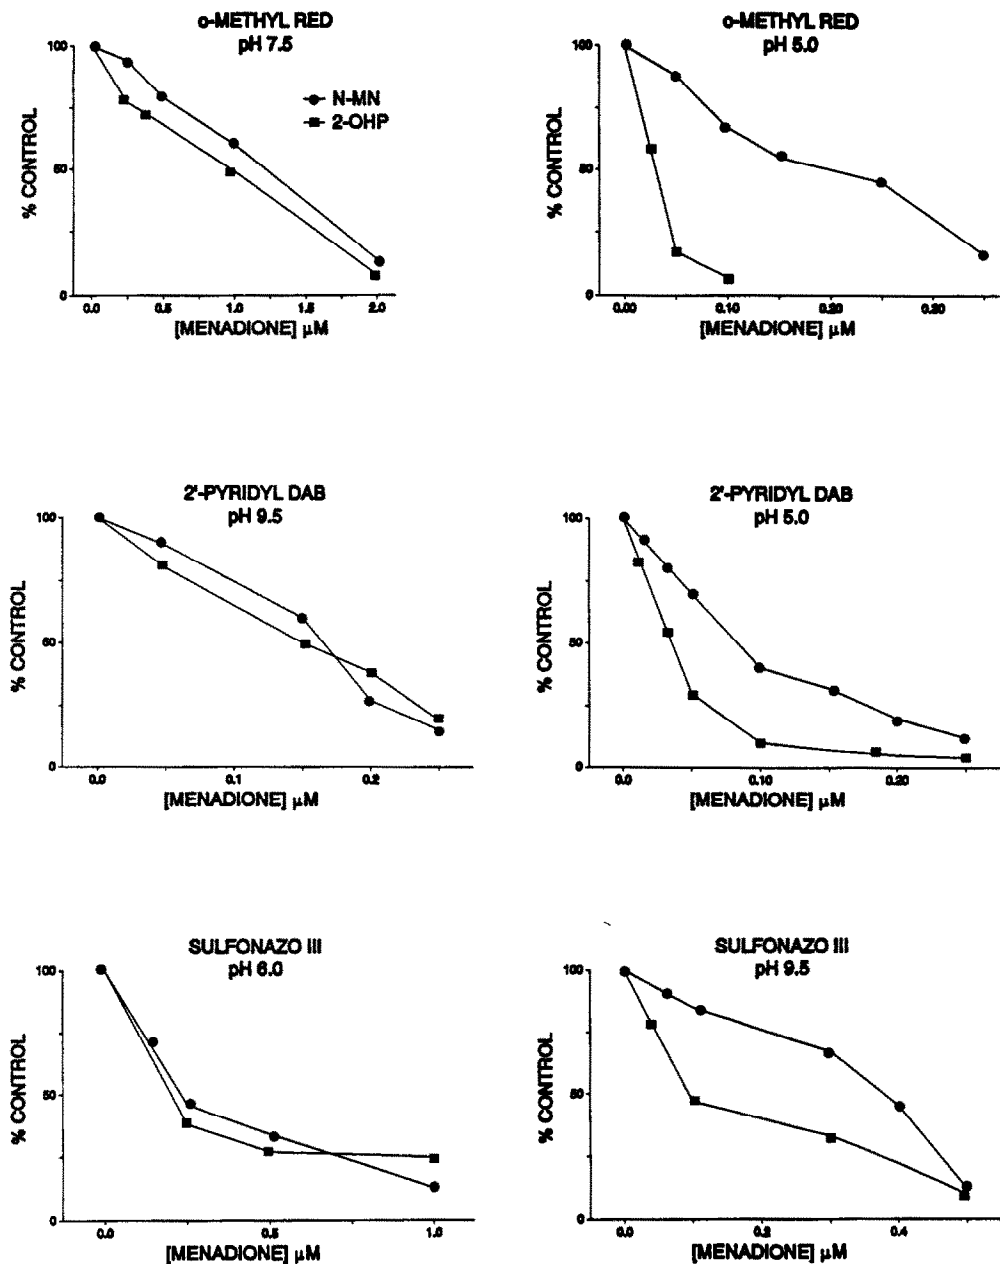 o-METHYL RED
pH 7.5
100
50
0
% CONTROL
N-MN
2-OHP
0.0 0.5 1.0 1.5 2.0
[MENADIONE] µM
o-METHYL RED
pH 5.0
100
50
0
% CONTROL
0.00 0.10 0.20 0.30
[MENADIONE] µM
2'-PYRIDYL DAB
pH 9.5
100
50
0
% CONTROL
0.0 0.1 0.2
[MENADIONE] µM
2'-PYRIDYL DAB
pH 5.0
100
50
0
% CONTROL
0.0 0.10 0.20
[MENADIONE] µM
SULFONAZO III
pH 6.0
100
50
0
% CONTROL
0.0 0.5 1.0
[MENADIONE] µM
SULFONAZO III
pH 9.5
100
50
0
% CONTROL
0.0 0.2 0.4
[MENADIONE] µM